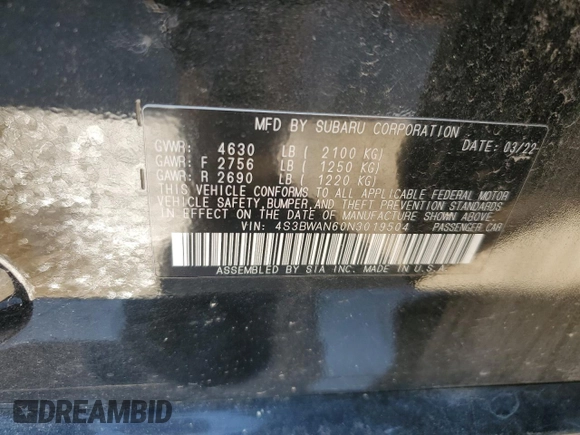 MFD BY SUBARU CORPORATION
GVWR: 4630 LB ( 2100 KG) DATE: 03/22
GAWR: F 2756 LB ( 1250 KG)
GAWR: R 2690 LB ( 1220 KG)
THIS VEHICLE CONFORMS TO ALL APPLICABLE FEDERAL MOTOR
VEHICLE SAFETY, BUMPER, AND THEFT PREVENTION STANDARDS
IN EFFECT ON THE DATE OF MANUFACTURE SHOWN ABOVE.
VIN: 4S3BWAN60N3019504 PASSENGER CAR
ASSEMBLED BY SIA INC. MADE IN U.S.A
DREAMBID